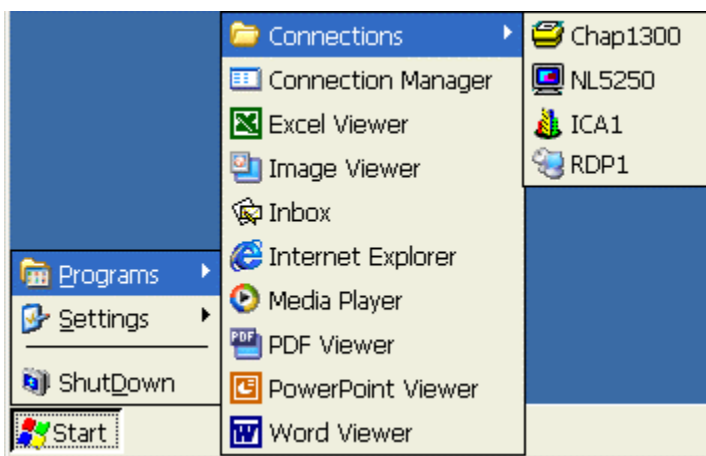 Connections
Connection Manager
Excel Viewer
Image Viewer
Inbox
Internet Explorer
Media Player
PDF Viewer
PowerPoint Viewer
Word Viewer
Chap1300
NL5250
ICA1
RDP1
Programs
Settings
ShutDown
Start